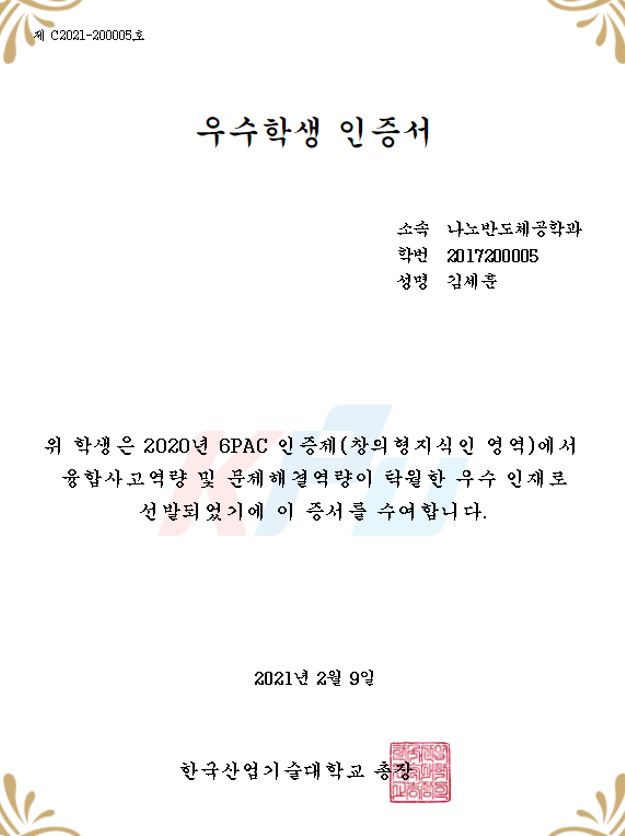 제 C2021-200005호
우수학생 인증서
소속 나노반도체공학과
학번 2017200005
성명 김세훈
위 학생은 2020년 6PAC 인증제(창의형지식인 영역)에서
융합사고역량 및 문제해결역량이 탁월한 우수 인재로
선발되었기에 이 증서를 수여합니다.
KPU
2021년 2월 9일
한국산업기술대학교 총장